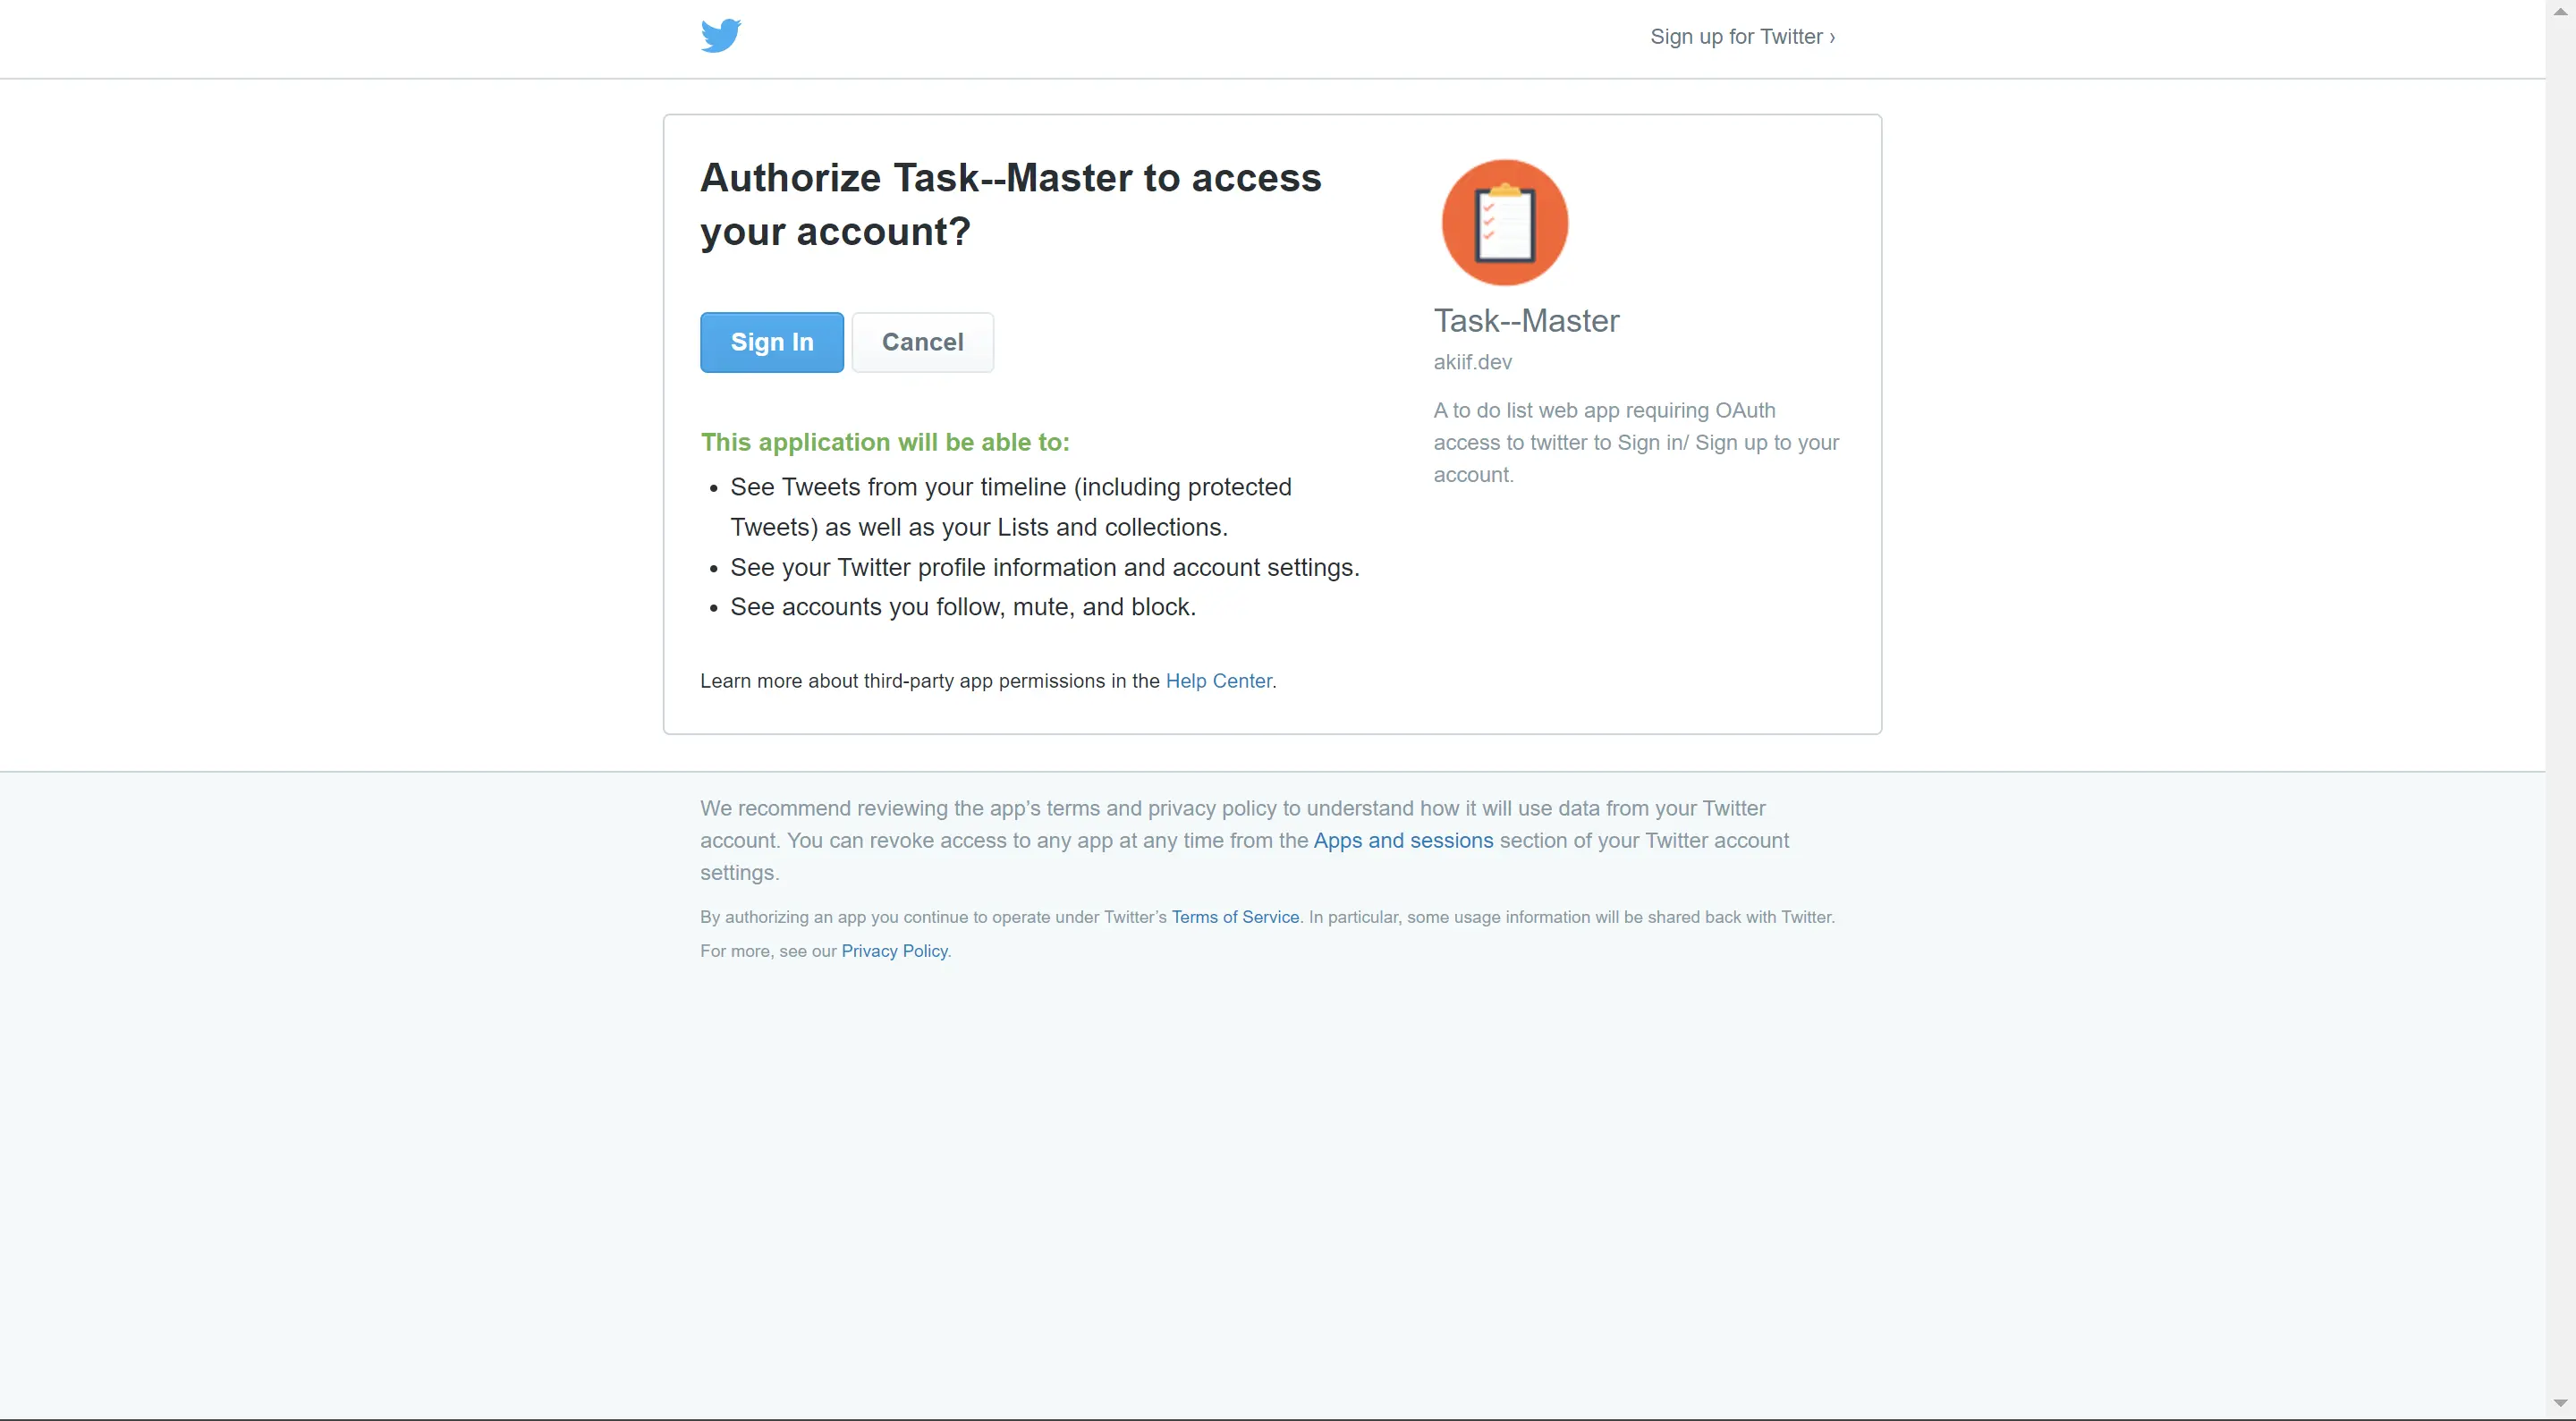 Sign up for Twitter ›
Authorize Task--Master to access
your account?
Sign In
Cancel
This application will be able to:
• See Tweets from your timeline (including protected
Tweets) as well as your Lists and collections.
• See your Twitter profile information and account settings.
• See accounts you follow, mute, and block.
Learn more about third-party app permissions in the Help Center.
Task--Master
akiif.dev
A to do list web app requiring OAuth
access to twitter to Sign in/ Sign up to your
account.
We recommend reviewing the app's terms and privacy policy to understand how it will use data from your Twitter
account. You can revoke access to any app at any time from the Apps and sessions section of your Twitter account
settings.
By authorizing an app you continue to operate under Twitter’s Terms of Service. In particular, some usage information will be shared back with Twitter.
For more, see our Privacy Policy.